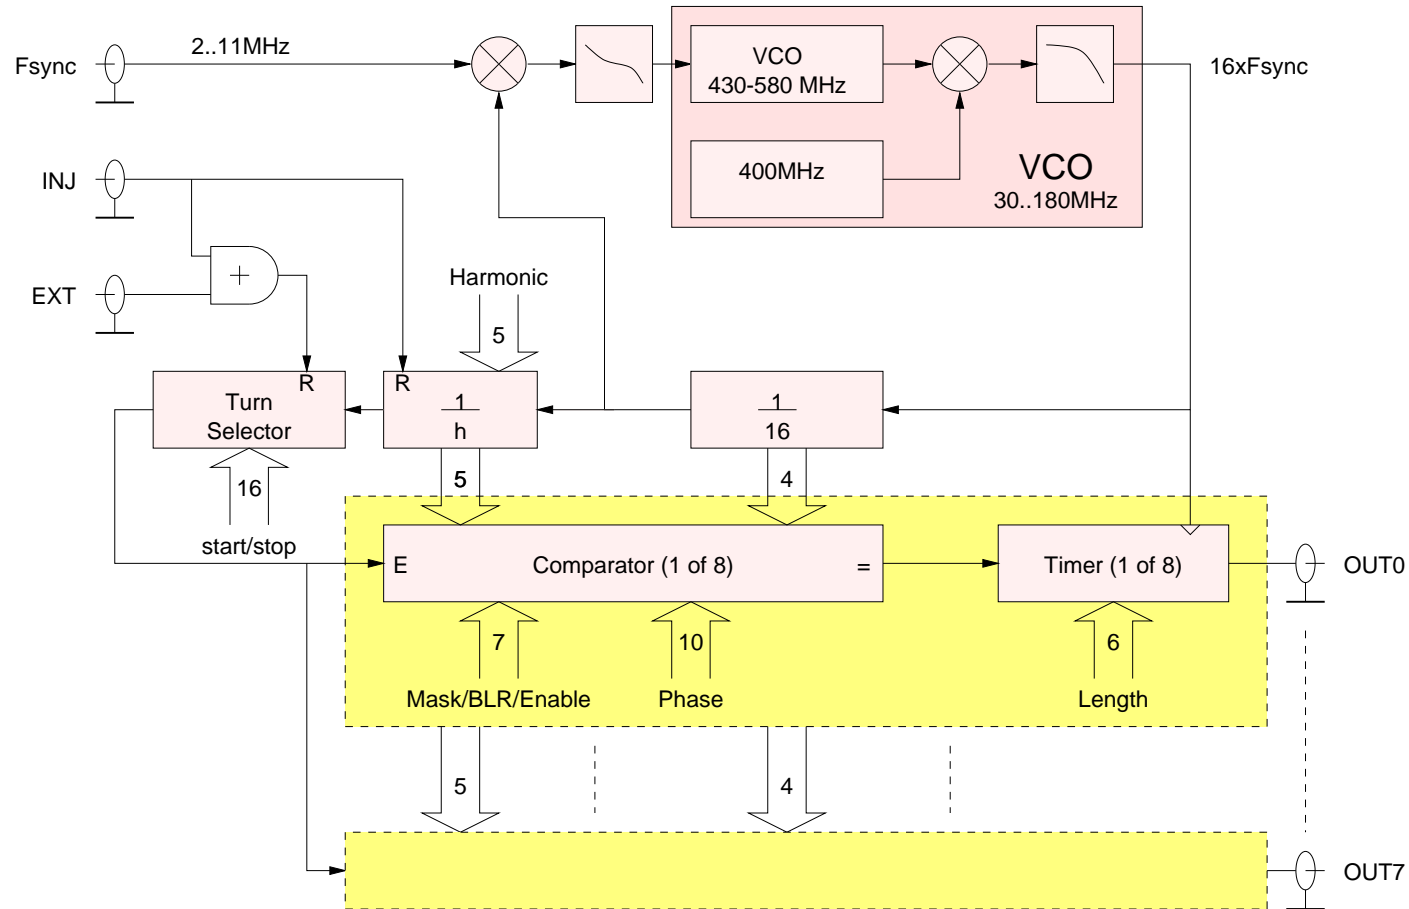 2..11MHz
Fsync
VCO
430-580 MHz
16xFsync
400MHz
VCO
30..180MHz
INJ
EXT
+
Harmonic
5
R
R
Turn
Selector
1
h
1
16
16
5
4
start/stop
E
Comparator (1 of 8)
=
Timer (1 of 8)
OUT0
7
10
6
Mask/BLR/Enable
Phase
Length
5
4
OUT7